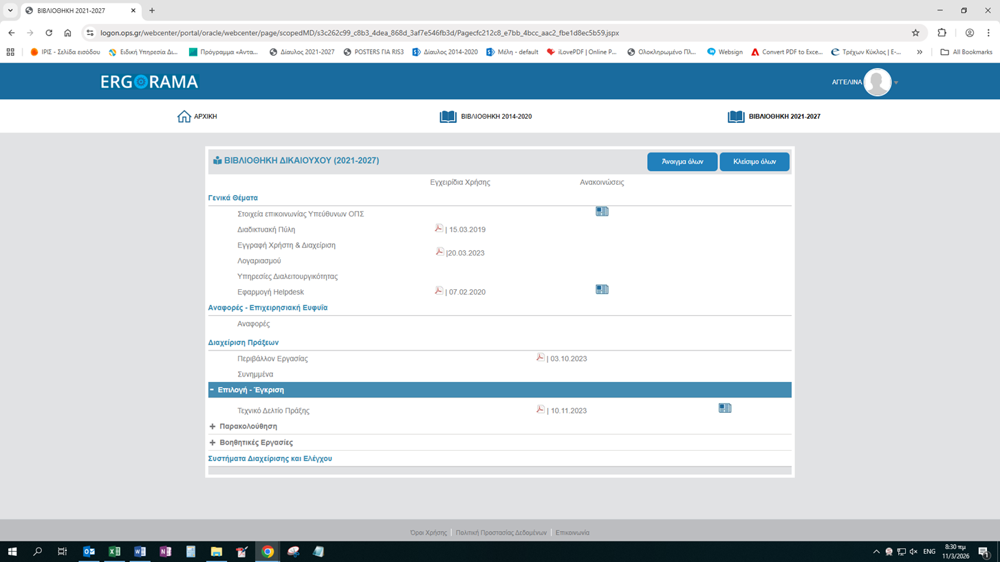 ΒΙΒΛΙΟΘΗΚΗ 2021-2027
logon.ops.gr/webcenter/portal/oracle/webcenter/page/scopedMD/s3c262c99_c8b3_4dea_868d_3af7e546fb3d/Pagecfc212c8_e7bb_4bcc_aac2_fbe1d8ec5b59.jspx
ΙΡΙΣ - Σελίδα εισόδου
Ειδική Υπηρεσία Δι...
Πρόγραμμα «Αντα...
Δίαυλος 2021-2027
POSTERS ΓΙΑ RIS3
Δίαυλος 2014-2020
Μέλη - default
iLovePDF | Online P...
Ολοκληρωμένο Πλ...
Websign
Convert PDF to Exce...
Τρέχων Κύκλος | E-...
All Bookmarks
ERGORAMA
ΑΓΓΕΛΙΝΑ
ΑΡΧΙΚΗ
ΒΙΒΛΙΟΘΗΚΗ 2014-2020
ΒΙΒΛΙΟΘΗΚΗ 2021-2027
ΒΙΒΛΙΟΘΗΚΗ ΔΙΚΑΙΟΥΧΟΥ (2021-2027)
Άνοιγμα όλων
Κλείσιμο όλων
Εγχειρίδια Χρήσης
Ανακοινώσεις
Γενικά Θέματα
Στοιχεία επικοινωνίας Υπεύθυνων ΟΠΣ
Διαδικτυακή Πύλη | 15.03.2019
Εγγραφή Χρήστη & Διαχείριση
Λογαριασμού |20.03.2023
Υπηρεσίες Διαλειτουργικότητας
Εφαρμογή Helpdesk | 07.02.2020
Αναφορές - Επιχειρησιακή Ευφυΐα
Αναφορές
Διαχείριση Πράξεων
Περιβάλλον Εργασίας | 03.10.2023
Συνημμένα
- Επιλογή - Έγκριση
Τεχνικό Δελτίο Πράξης | 10.11.2023
+ Παρακολούθηση
+ Βοηθητικές Εργασίες
Συστήματα Διαχείρισης και Ελέγχου
Όροι Χρήσης | Πολιτική Προστασίας Δεδομένων | Επικοινωνία
ENG
8:30 πμ
11/3/2026
1